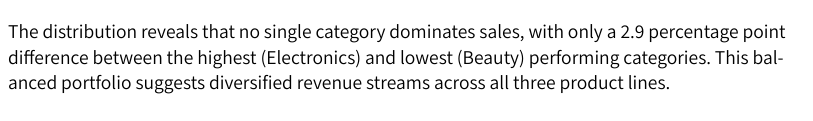 The distribution reveals that no single category dominates sales, with only a 2.9 percentage point
difference between the highest (Electronics) and lowest (Beauty) performing categories. This bal-
anced portfolio suggests diversified revenue streams across all three product lines.